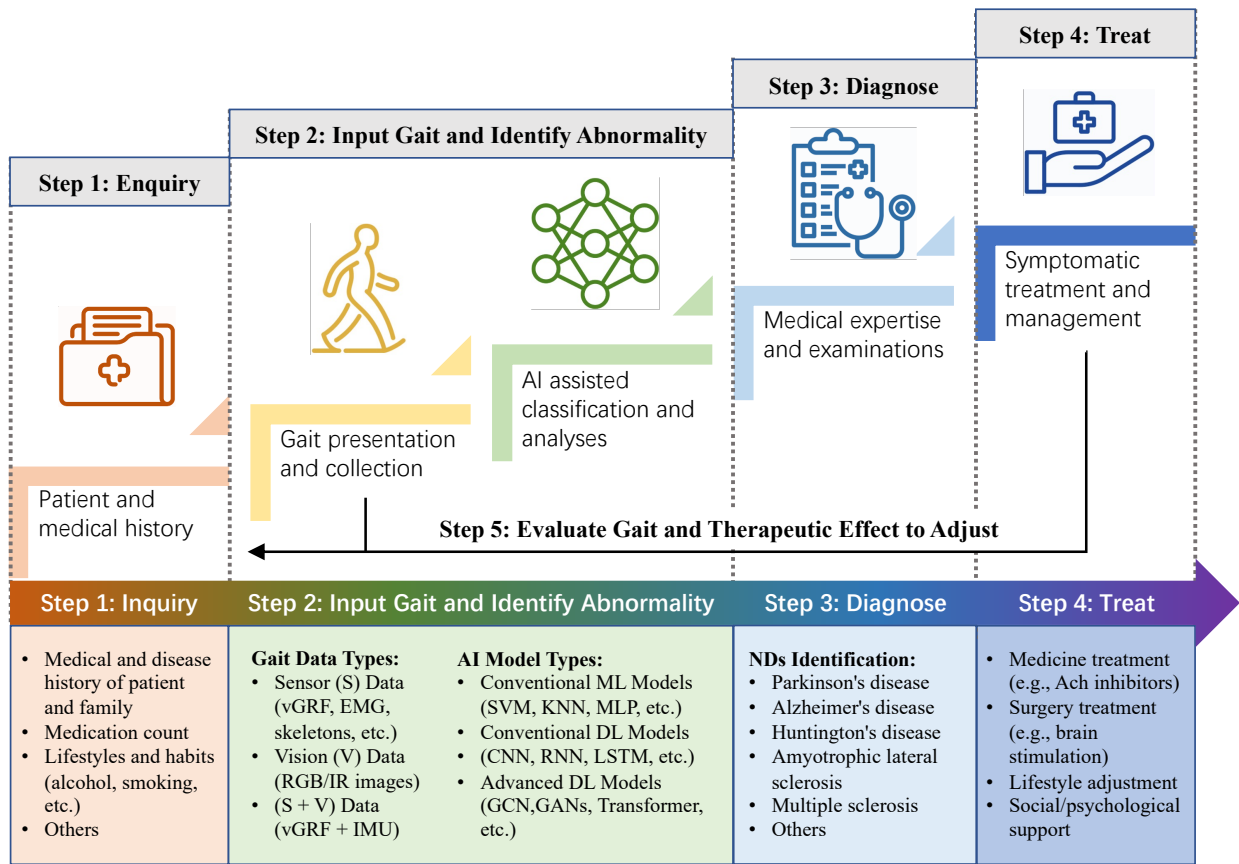 Step 1: Enquiry
Step 2: Input Gait and Identify Abnormality
Step 3: Diagnose
Step 4: Treat
Patient and
medical history
Gait presentation
and collection
AI assisted
classification and
analyses
Medical expertise
and examinations
Symptomatic
treatment and
management
Step 5: Evaluate Gait and Therapeutic Effect to Adjust
Step 1: Inquiry
Step 2: Input Gait and Identify Abnormality
Step 3: Diagnose
Step 4: Treat
• Medical and disease
history of patient
and family
• Medication count
• Lifestyles and habits
(alcohol, smoking,
etc.)
• Others
Gait Data Types:
• Sensor (S) Data
(vGRF, EMG,
skeletons, etc.)
• Vision (V) Data
(RGB/IR images)
• (S + V) Data
(vGRF + IMU)
AI Model Types:
• Conventional ML Models
(SVM, KNN, MLP, etc.)
• Conventional DL Models
• (CNN, RNN, LSTM, etc.)
• Advanced DL Models
(GCN,GANs, Transformer,
etc.)
NDs Identification:
• Parkinson's disease
• Alzheimer's disease
• Huntington's disease
• Amyotrophic lateral
sclerosis
• Multiple sclerosis
• Others
• Medicine treatment
(e.g., Ach inhibitors)
• Surgery treatment
(e.g., brain
stimulation)
• Lifestyle adjustment
• Social/psychological
support